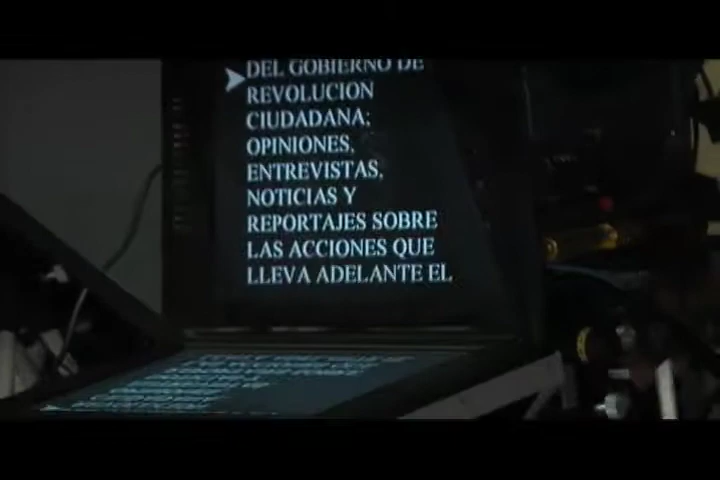 DEL GOBIERNO DE
REVOLUCION
CIUDADANA;
OPINIONES,
ENTREVISTAS,
NOTICIAS Y
REPORTAJES SOBRE
LAS ACCIONES QUE
LLEVA ADELANTE EL